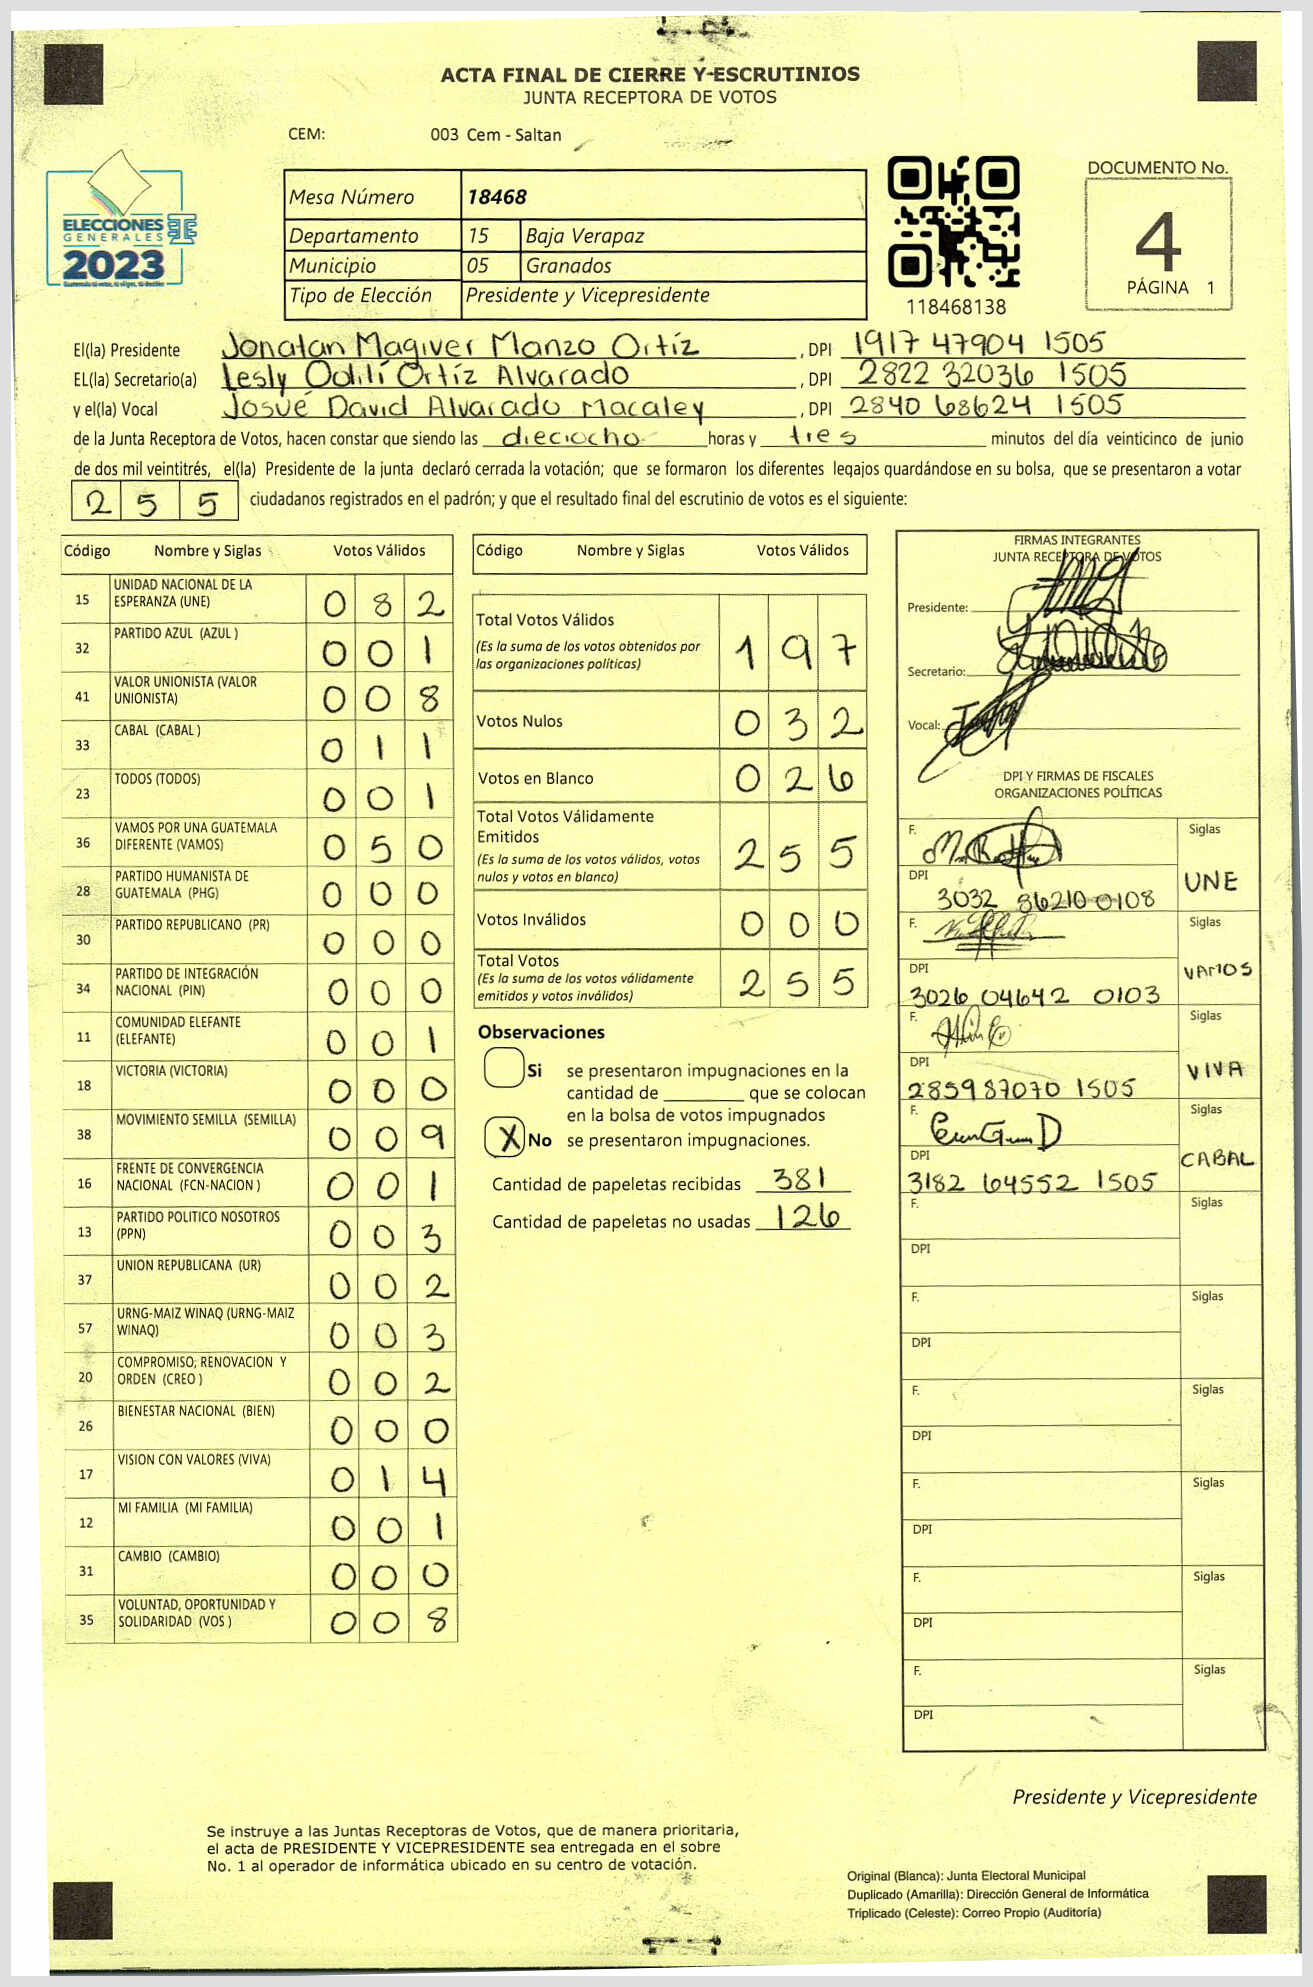 ACTA FINAL DE CIERRE Y ESCRUTINIOS
JUNTA RECEPTORA DE VOTOS
CEM: 003 Cem - Saltan
ELECCIONES
GENERALES
2023
Mesa Número 18468
Departamento 15 Baja Verapaz
Municipio 05 Granados
Tipo de Elección Presidente y Vicepresidente
118468138
DOCUMENTO No.
4
PÁGINA 1
El(la) Presidente Jonatan Magiver Manzo Ortíz , DPI 1917 47904 1505
EL(la) Secretario(a) Lesly Odilí Ortíz Alvarado , DPI 2822 32036 1505
y el(la) Vocal Josué David Alvarado Macaley , DPI 2840 68624 1505
de la Junta Receptora de Votos, hacen constar que siendo las dieciocho horas y tres minutos del día veinticinco de junio
de dos mil veintitrés, el(la) Presidente de la junta declaró cerrada la votación; que se formaron los diferentes legajos guardándose en su bolsa, que se presentaron a votar
2 5 5 ciudadanos registrados en el padrón; y que el resultado final del escrutinio de votos es el siguiente:
Código Nombre y Siglas Votos Válidos
15 UNIDAD NACIONAL DE LA ESPERANZA (UNE) 0 8 2
32 PARTIDO AZUL (AZUL ) 0 0 1
41 VALOR UNIONISTA (VALOR UNIONISTA) 0 0 8
33 CABAL (CABAL ) 0 1 1
23 TODOS (TODOS) 0 0 1
36 VAMOS POR UNA GUATEMALA DIFERENTE (VAMOS) 0 5 0
28 PARTIDO HUMANISTA DE GUATEMALA (PHG) 0 0 0
30 PARTIDO REPUBLICANO (PR) 0 0 0
34 PARTIDO DE INTEGRACIÓN NACIONAL (PIN) 0 0 0
11 COMUNIDAD ELEFANTE (ELEFANTE) 0 0 1
18 VICTORIA (VICTORIA) 0 0 0
38 MOVIMIENTO SEMILLA (SEMILLA) 0 0 9
16 FRENTE DE CONVERGENCIA NACIONAL (FCN-NACION ) 0 0 1
13 PARTIDO POLITICO NOSOTROS (PPN) 0 0 3
37 UNION REPUBLICANA (UR) 0 0 2
57 URNG-MAIZ WINAQ (URNG-MAIZ WINAQ) 0 0 3
20 COMPROMISO, RENOVACION Y ORDEN (CREO ) 0 0 2
26 BIENESTAR NACIONAL (BIEN) 0 0 0
17 VISION CON VALORES (VIVA) 0 1 4
12 MI FAMILIA (MI FAMILIA) 0 0 1
31 CAMBIO (CAMBIO) 0 0 0
35 VOLUNTAD, OPORTUNIDAD Y SOLIDARIDAD (VOS ) 0 0 8
Código Nombre y Siglas Votos Válidos
Total Votos Válidos 1 9 7
(Es la suma de los votos obtenidos por
las organizaciones políticas)
Votos Nulos 0 3 2
Votos en Blanco 0 2 6
Total Votos Válidamente
Emitidos 2 5 5
(Es la suma de los votos válidos, votos
nulos y votos en blanco)
Votos Inválidos 0 0 0
Total Votos 2 5 5
(Es la suma de los votos válidamente
emitidos y votos inválidos)
Observaciones
Si se presentaron impugnaciones en la
cantidad de ________ que se colocan
en la bolsa de votos impugnados
X No se presentaron impugnaciones.
Cantidad de papeletas recibidas 381
Cantidad de papeletas no usadas 126
FIRMAS INTEGRANTES
JUNTA RECEPTORA DE VOTOS
Presidente:
Secretario:
Vocal:
DPI Y FIRMAS DE FISCALES
ORGANIZACIONES POLÍTICAS
F. Siglas
DPI UNE
3032 86210 0108
F. Siglas
DPI VAMOS
3026 04642 0103
F. Siglas
DPI VIVA
2859 87070 1505
F. Siglas
DPI CABAL
3182 64552 1505
F. Siglas
DPI
F. Siglas
DPI
F. Siglas
DPI
F. Siglas
DPI
F. Siglas
DPI
F. Siglas
DPI
Presidente y Vicepresidente
Se instruye a las Juntas Receptoras de Votos, que de manera prioritaria,
el acta de PRESIDENTE Y VICEPRESIDENTE sea entregada en el sobre
No. 1 al operador de informática ubicado en su centro de votación.
Original (Blanca): Junta Electoral Municipal
Duplicado (Amarilla): Dirección General de Informática
Triplicado (Celeste): Correo Propio (Auditoría)